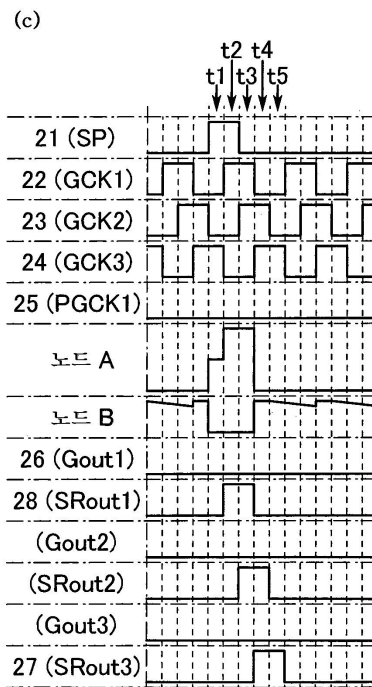 (c)
t2 t4
t1 t3 t5
21 (SP)
22 (GCK1)
23 (GCK2)
24 (GCK3)
25 (PGCK1)
노드 A
노드 B
26 (Gout1)
28 (SRout1)
(Gout2)
(SRout2)
(Gout3)
27 (SRout3)